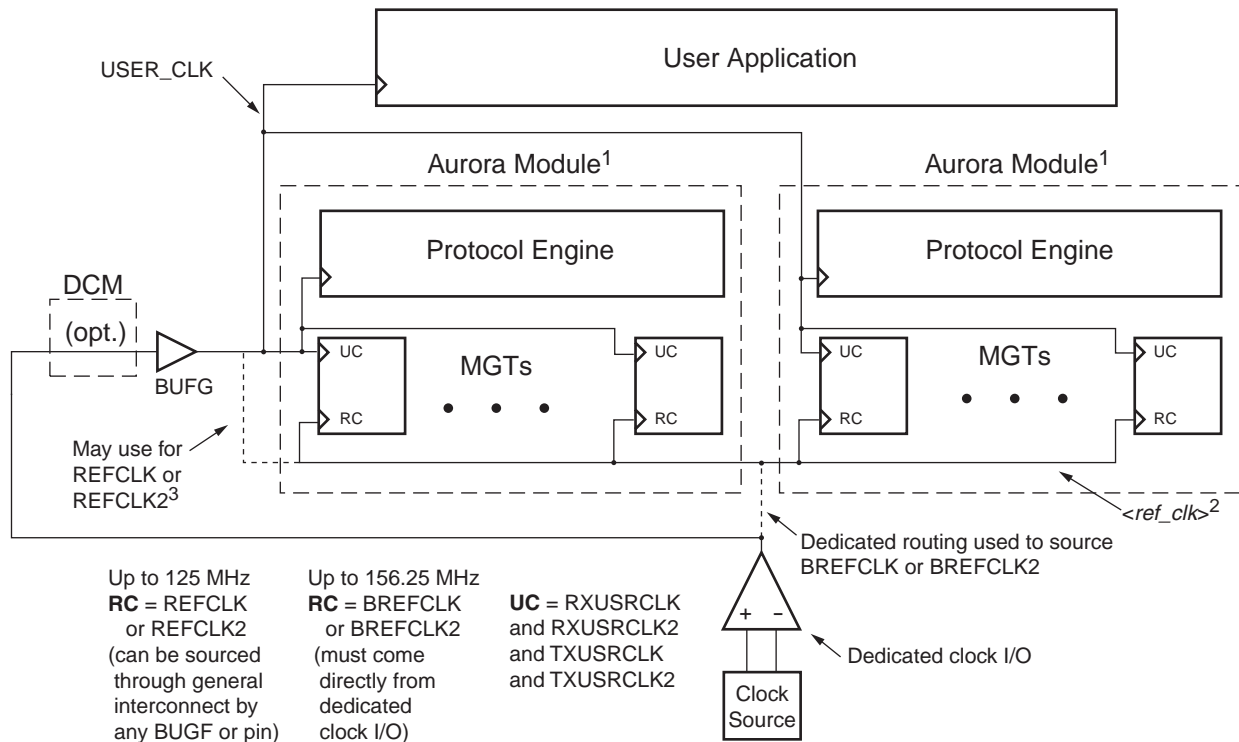 User Application
USER_CLK
Aurora Module1
Aurora Module1
Protocol Engine
Protocol Engine
DCM
(opt.)
BUFG
UC
MGTs
UC
UC
MGTs
UC
RC
RC
RC
RC
May use for
REFCLK or
REFCLK23
<ref_clk>2
Dedicated routing used to source
BREFCLK or BREFCLK2
Up to 125 MHz
RC = REFCLK
or REFCLK2
(can be sourced
through general
interconnect by
any BUGF or pin)
Up to 156.25 MHz
RC = BREFCLK
or BREFCLK2
(must come
directly from
dedicated
clock I/O)
UC = RXUSRCLK
and RXUSRCLK2
and TXUSRCLK
and TXUSRCLK2
+ –
Dedicated clock I/O
Clock
Source